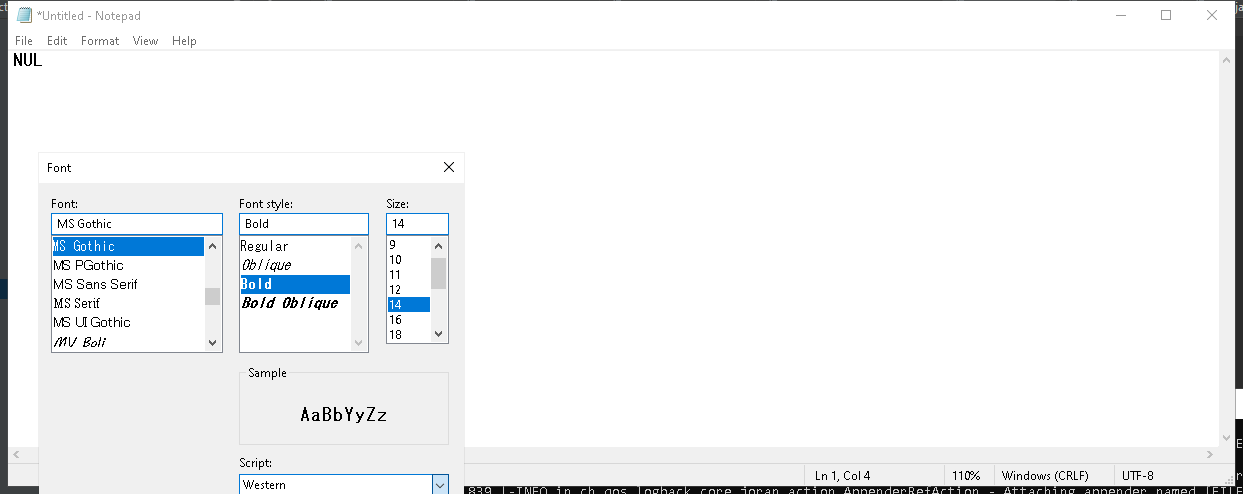 *Untitled - Notepad
File Edit Format View Help
NUL
Font
Font: Font style: Size:
MS Gothic Bold 14
MS Gothic Regular 9
MS PGothic Oblique 10
MS Sans Serif Bold 11
MS Serif Bold Oblique 12
MS UI Gothic 14
MV Boli 16
18
Sample
AaBbYyZz
Script:
Western
Ln 1, Col 4 110% Windows (CRLF) UTF-8
839 |-INFO in ch.qos.logback.core.joran.action.AppenderRefAction - Attaching appender named [FILE